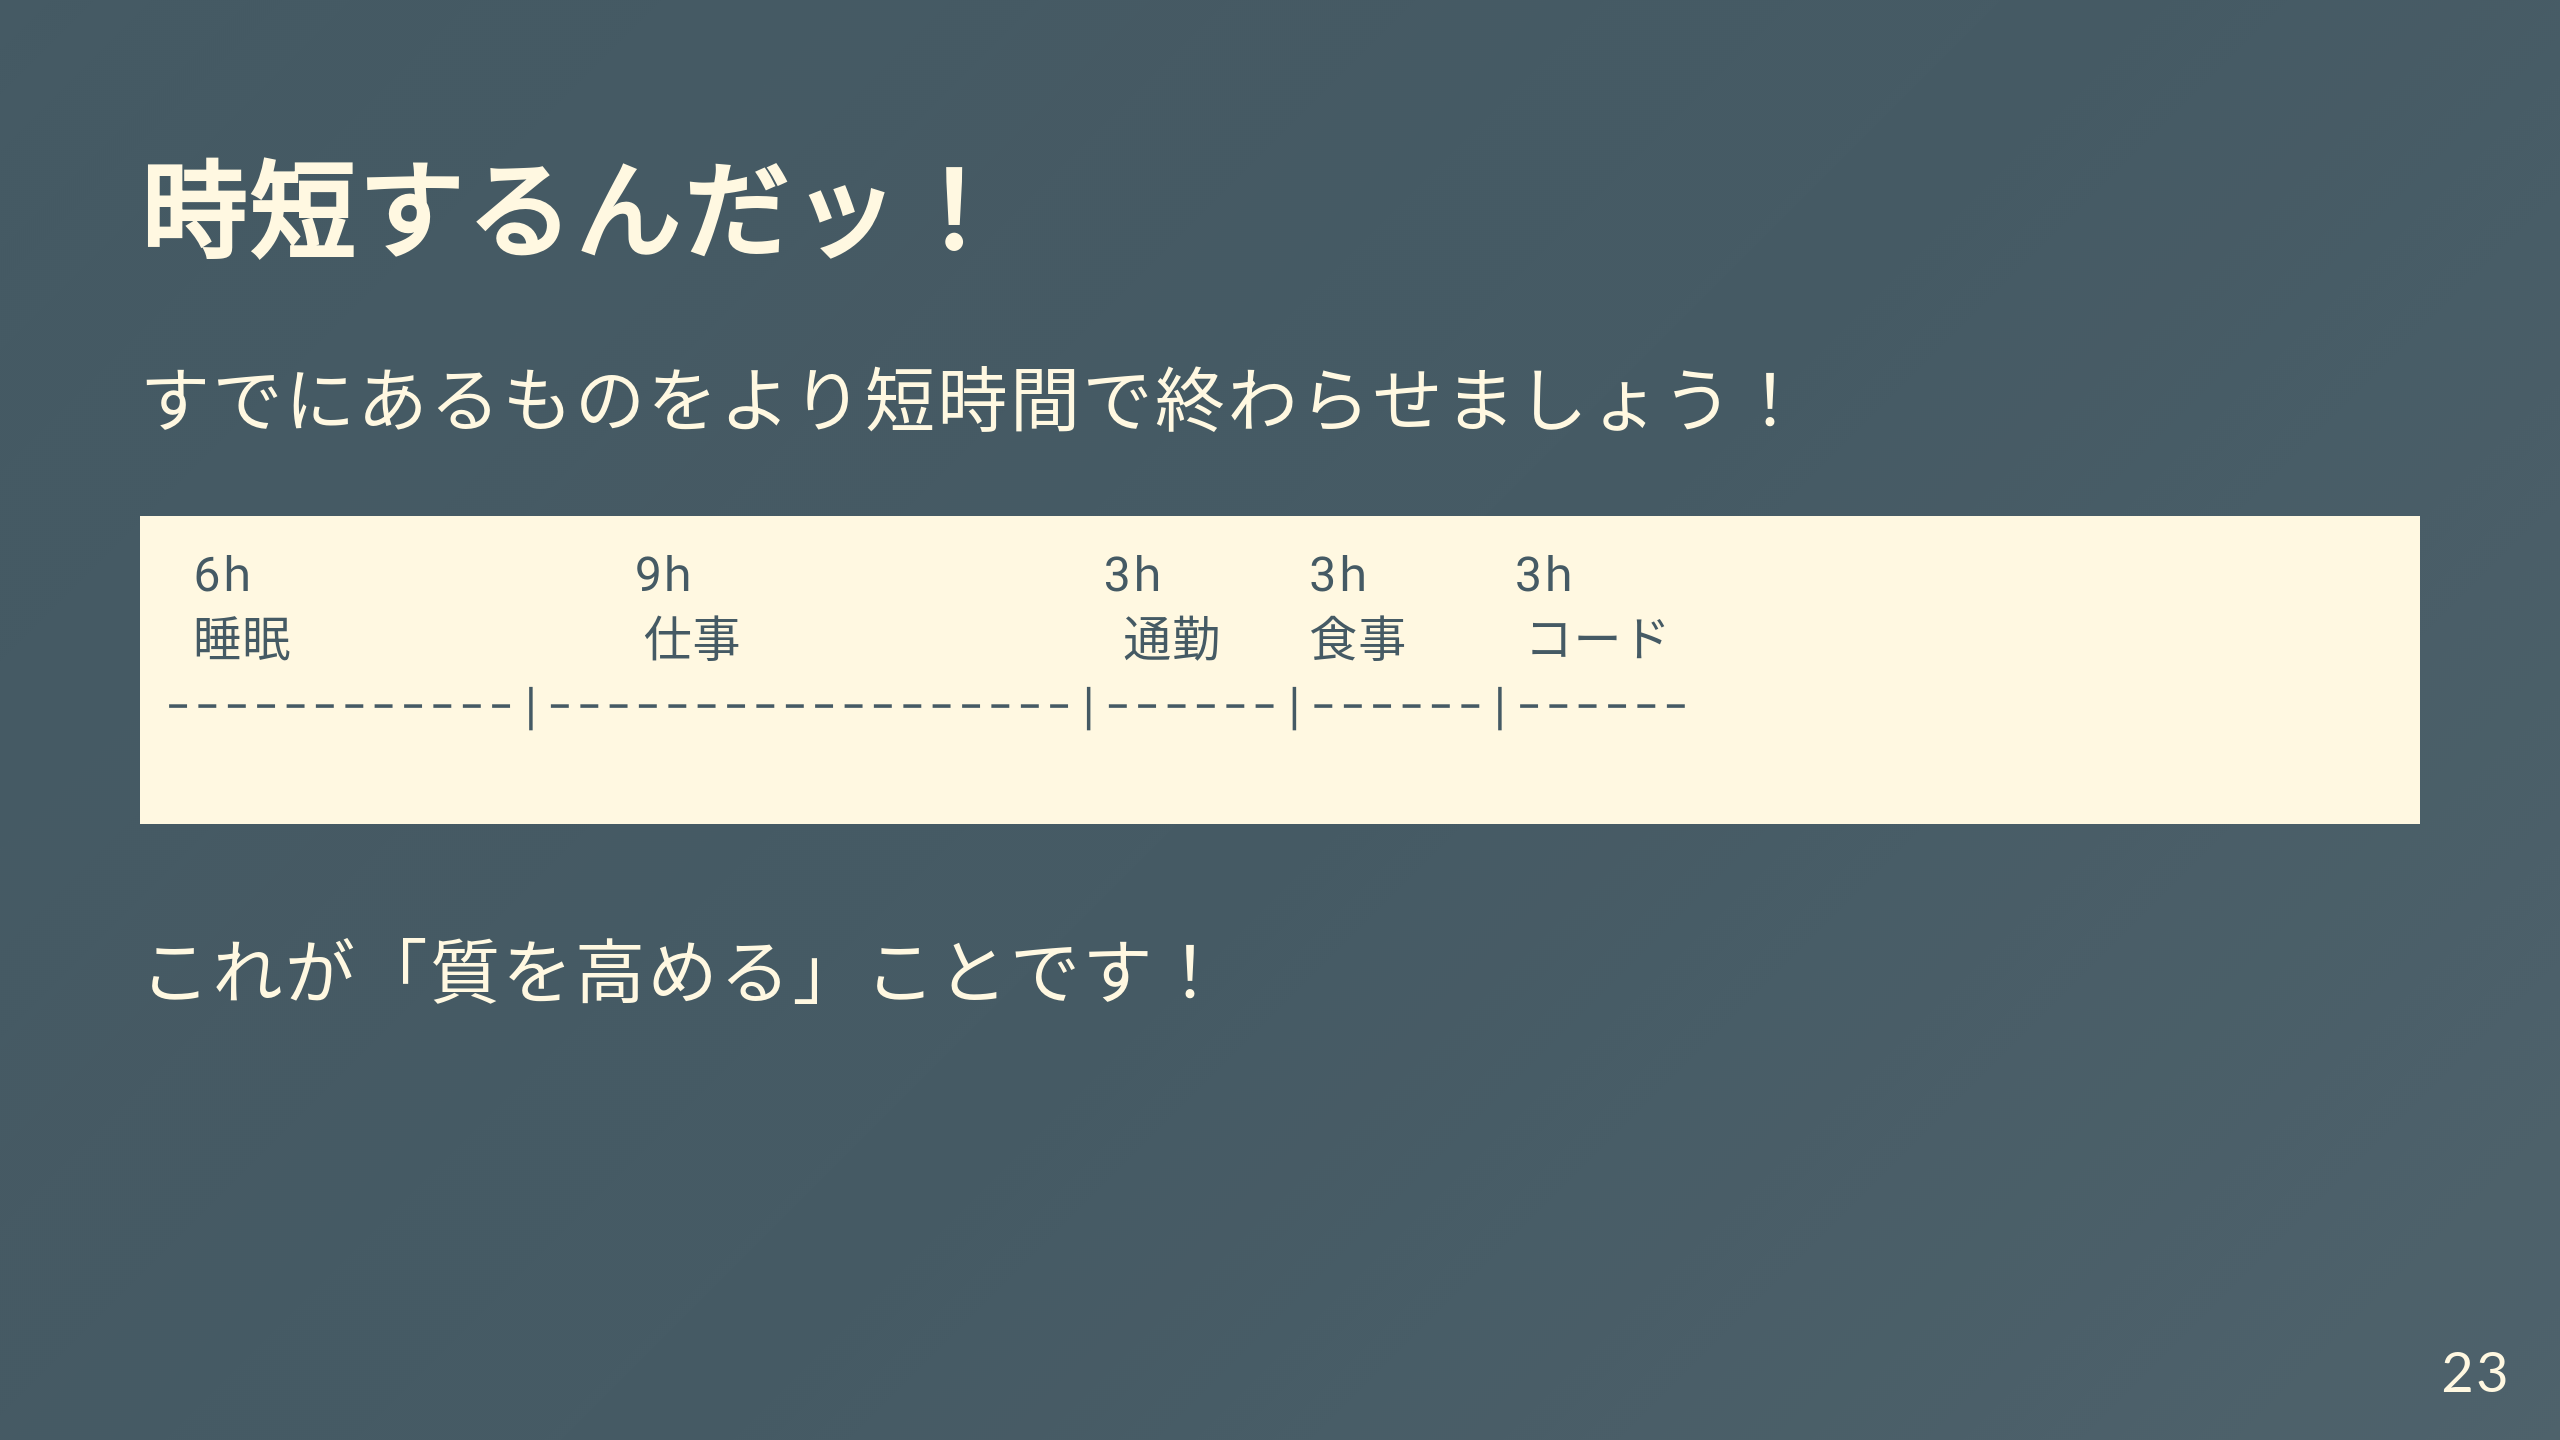 時短するんだッ！
すでにあるものをより短時間で終わらせましょう！
6h 9h 3h 3h 3h
睡眠 仕事 通勤 食事 コード
------------|------------------|------|------|------
これが「質を高める」ことです！
23